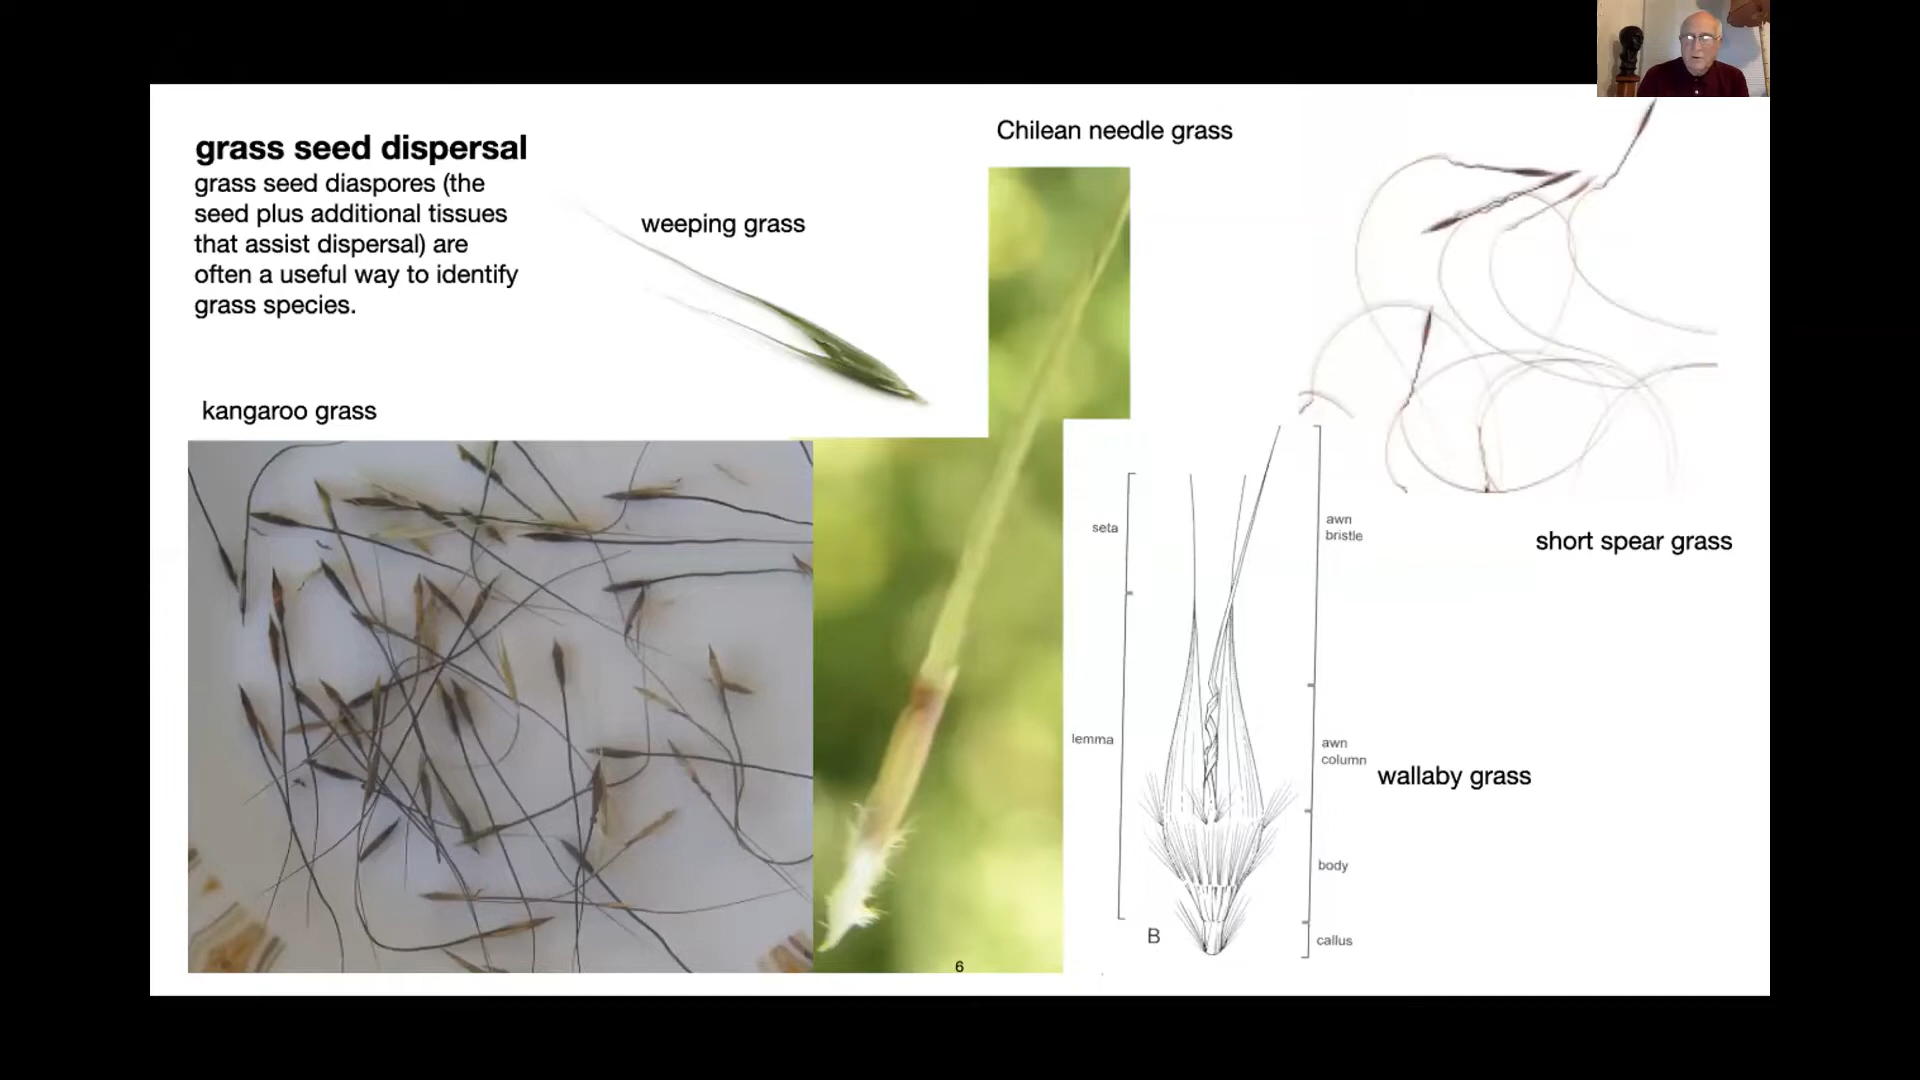 grass seed dispersal
grass seed diaspores (the
seed plus additional tissues
that assist dispersal) are
often a useful way to identify
grass species.
weeping grass
Chilean needle grass
kangaroo grass
short spear grass
seta
lemma
awn
bristle
awn
column
wallaby grass
body
callus
B
6